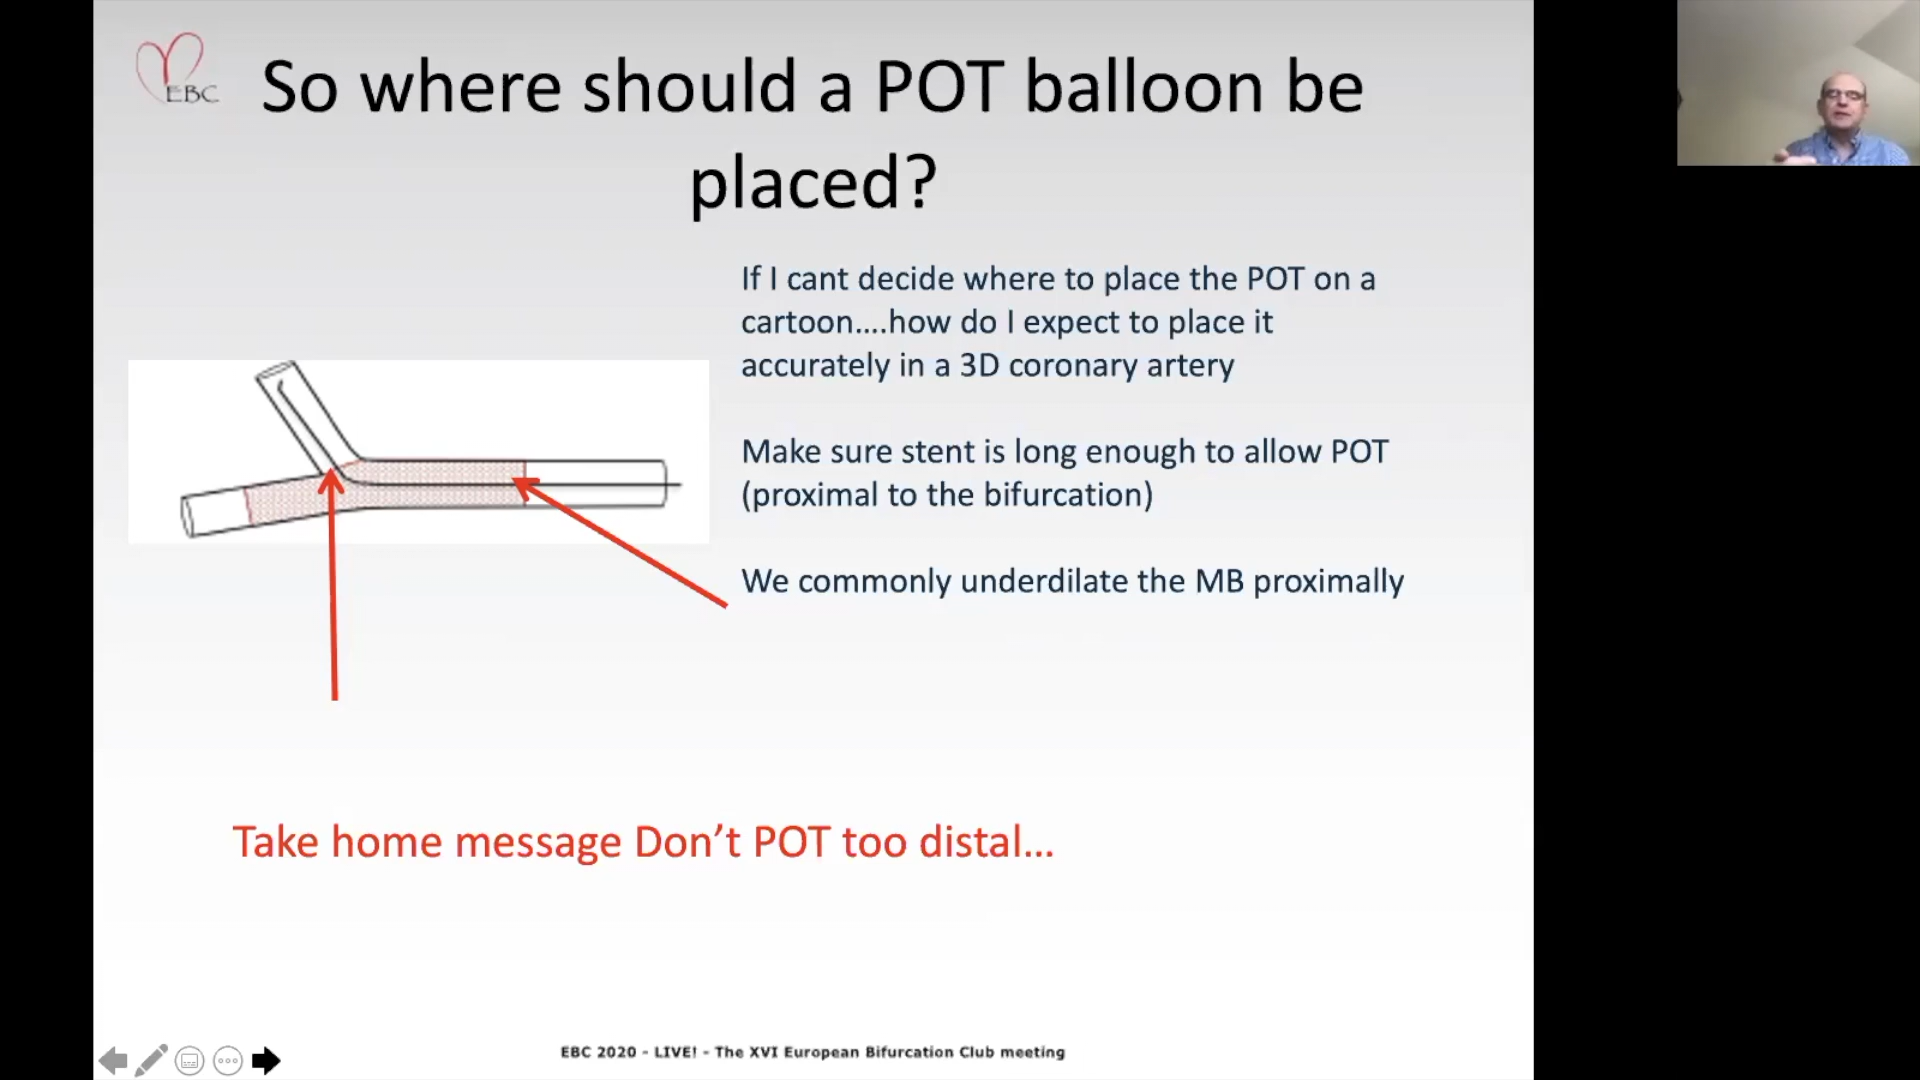 EBC
So where should a POT balloon be
placed?
If I cant decide where to place the POT on a
cartoon....how do I expect to place it
accurately in a 3D coronary artery
Make sure stent is long enough to allow POT
(proximal to the bifurcation)
We commonly underdilate the MB proximally
Take home message Don’t POT too distal...
EBC 2020 - LIVE! - The XVI European Bifurcation Club meeting